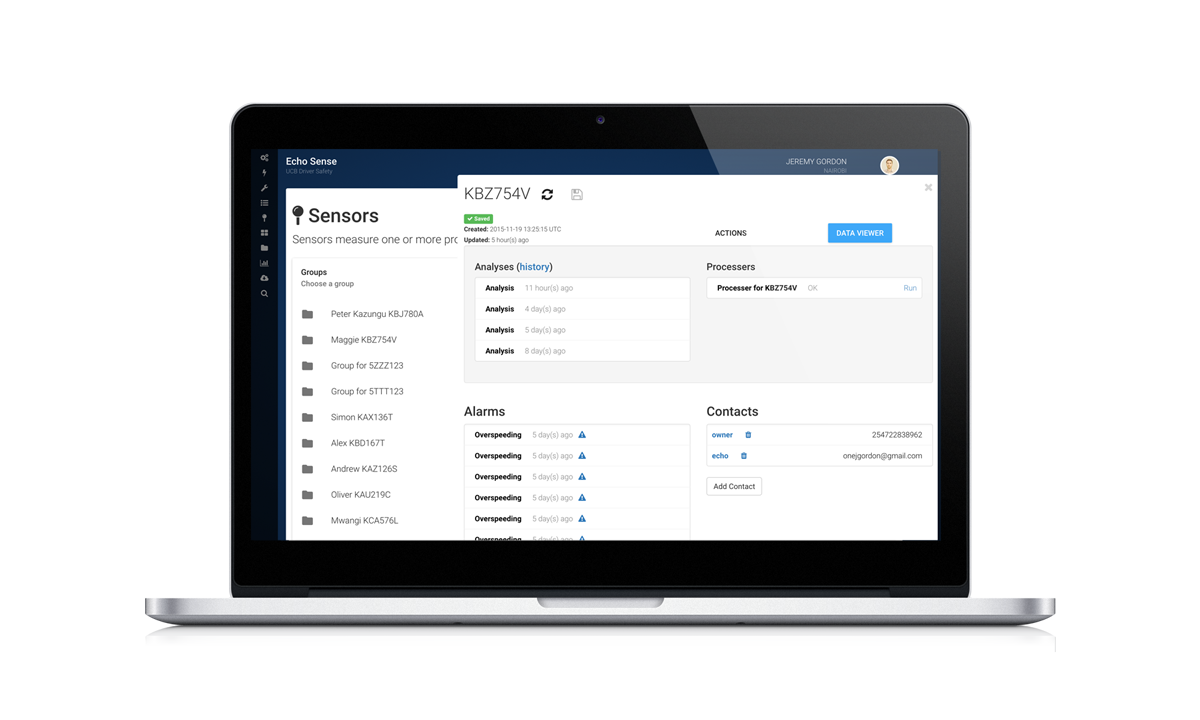 Echo Sense
UCB Driver Safety
JEREMY GORDON
NAIROBI
Sensors
Sensors measure one or more pro
Groups
Choose a group
Peter Kazungu KBJ780A
Maggie KBZ754V
Group for 5ZZZ123
Group for 5TTT123
Simon KAX136T
Alex KBD167T
Andrew KAZ126S
Oliver KAU219C
Mwangi KCA576L
KBZ754V
Saved
Created: 2015-11-19 13:25:15 UTC
Updated: 5 hour(s) ago
ACTIONS
DATA VIEWER
Analyses (history)
Analysis 11 hour(s) ago
Analysis 4 day(s) ago
Analysis 5 day(s) ago
Analysis 8 day(s) ago
Processers
Processer for KBZ754V OK Run
Alarms
Overspeeding 5 day(s) ago
Overspeeding 5 day(s) ago
Overspeeding 5 day(s) ago
Overspeeding 5 day(s) ago
Overspeeding 5 day(s) ago
Overspeeding 5 day(s) ago
Contacts
owner 254722838962
echo onejgordon@gmail.com
Add Contact